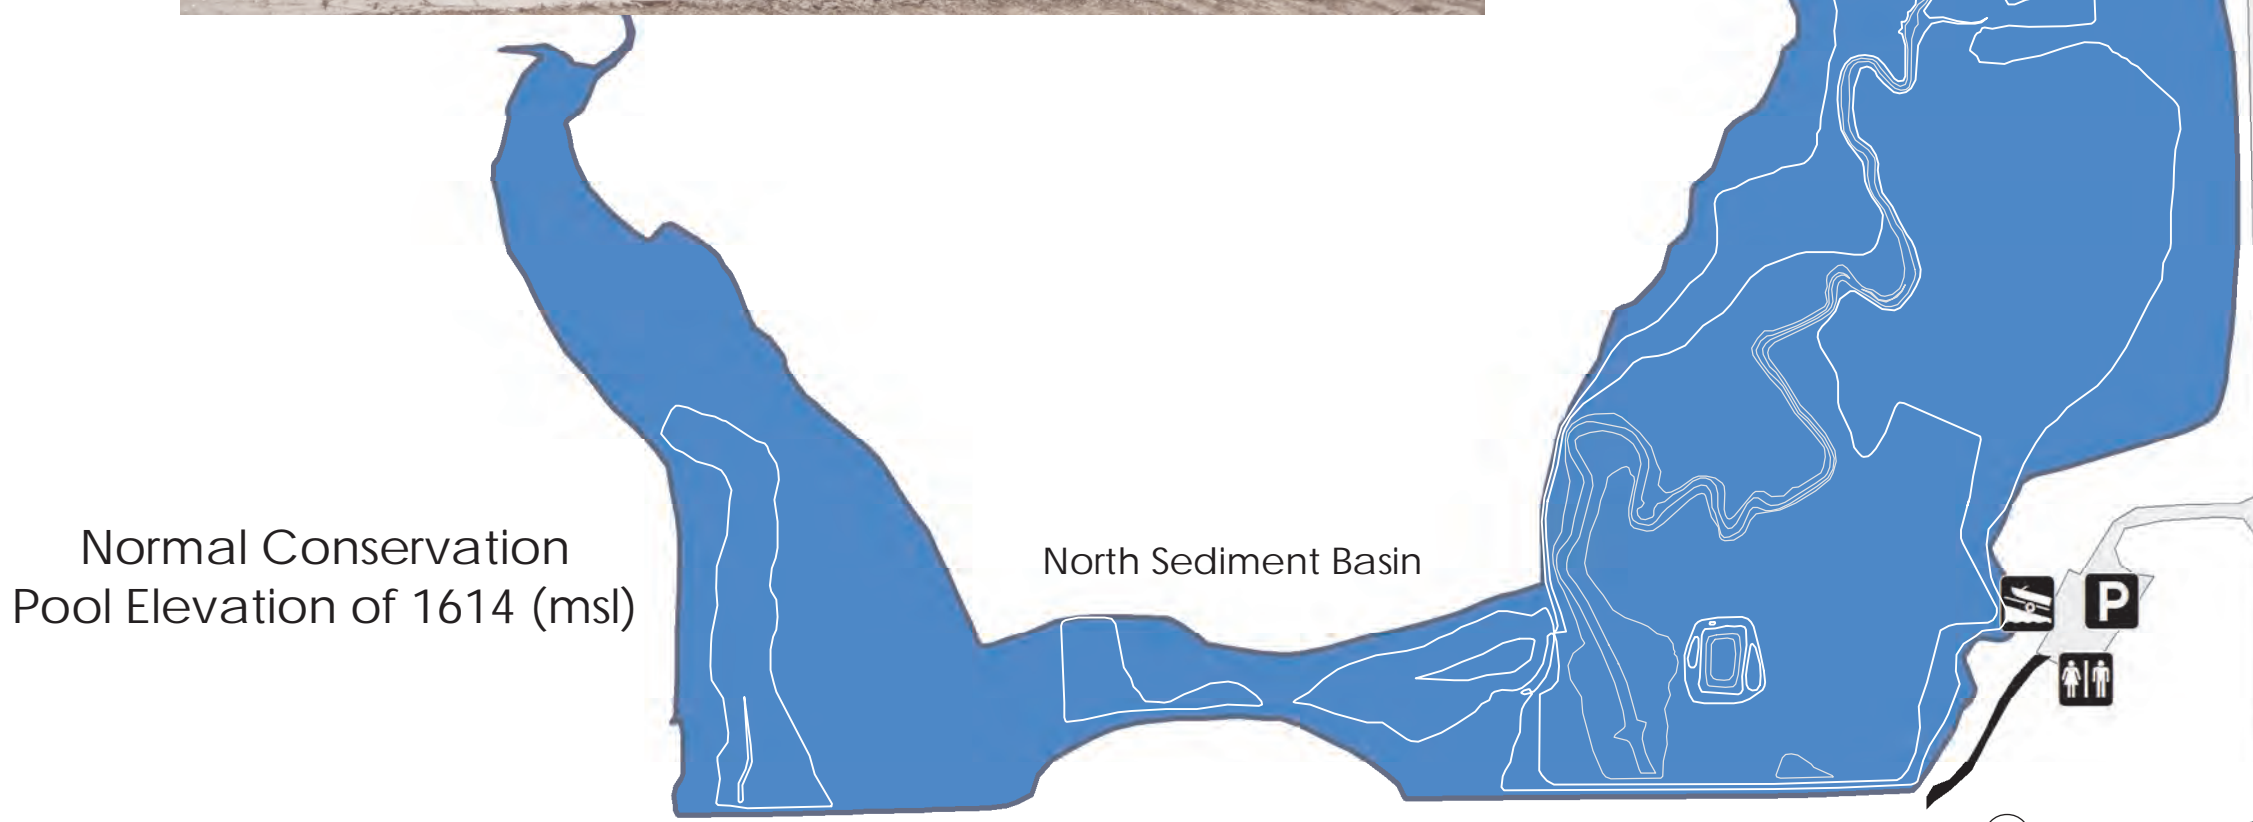 Normal Conservation
Pool Elevation of 1614 (msl)
North Sediment Basin
P